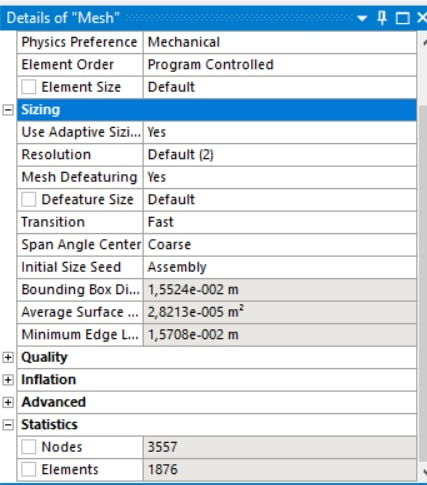 Details of "Mesh"
Physics Preference Mechanical
Element Order Program Controlled
Element Size Default
Sizing
Use Adaptive Sizi... Yes
Resolution Default (2)
Mesh Defeaturing Yes
Defeature Size Default
Transition Fast
Span Angle Center Coarse
Initial Size Seed Assembly
Bounding Box Di... 1,5524e-002 m
Average Surface ... 2,8213e-005 m²
Minimum Edge L... 1,5708e-002 m
Quality
Inflation
Advanced
Statistics
Nodes 3557
Elements 1876